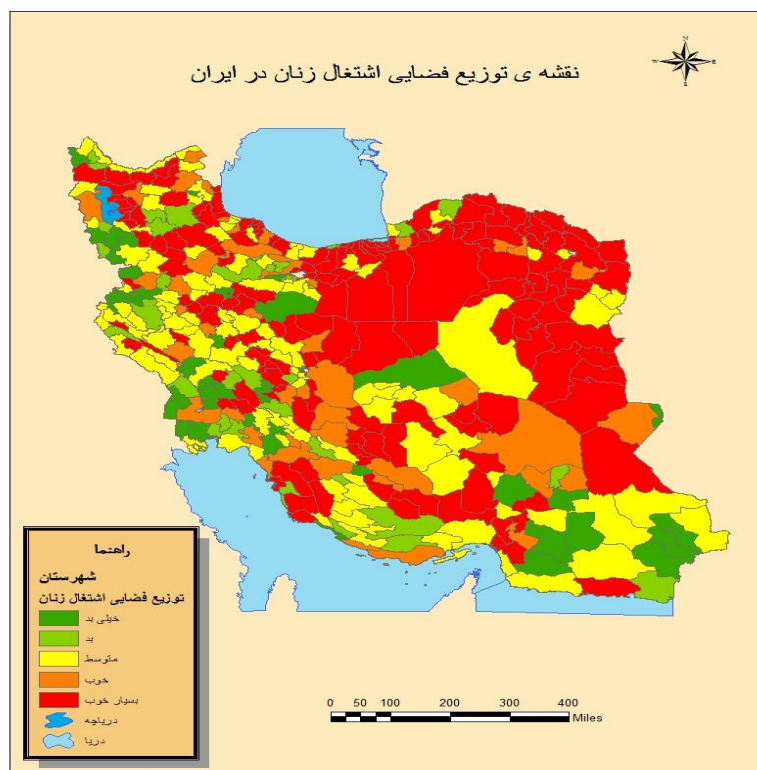 نقشه ی توزیع فضایی اشتغال زنان در ایران
N
W E
S
راهنما
شهرستان
توزیع فضایی اشتغال زنان
خیلی بد
بد
متوسط
خوب
بسیار خوب
دریاچه
دریا
0 50 100 200 300 400
Miles